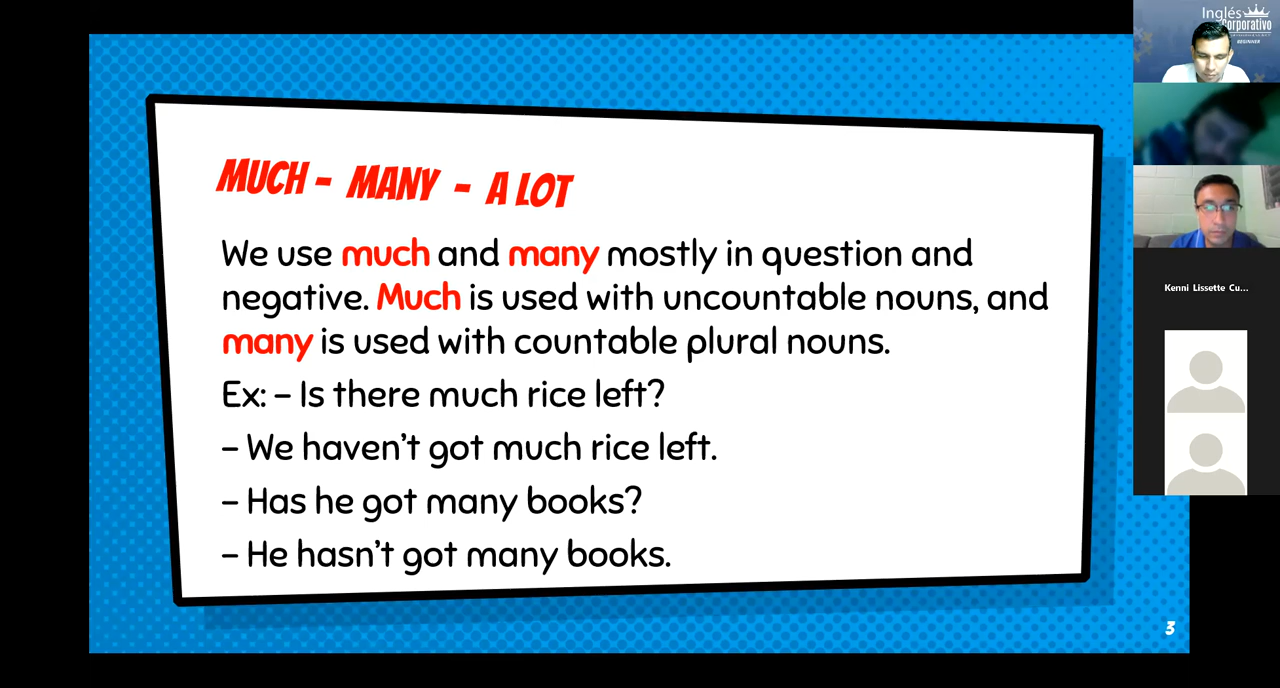 MUCH - MANY - A LOT
We use much and many mostly in question and
negative. Much is used with uncountable nouns, and
many is used with countable plural nouns.
Ex: – Is there much rice left?
– We haven't got much rice left.
– Has he got many books?
– He hasn't got many books.
3
Inglés
Corporativo
BEGINNER
Kenni Lissette Cu...